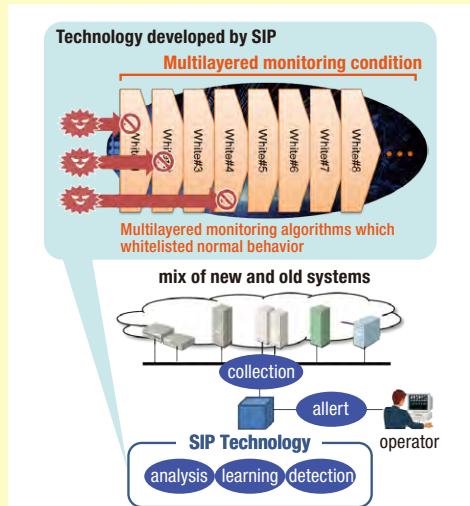 Technology developed by SIP
Multilayered monitoring condition
White#3
White#4
White#5
White#6
White#7
White#8
Multilayered monitoring algorithms which
whitelisted normal behavior
mix of new and old systems
collection
allert
operator
SIP Technology
analysis
learning
detection